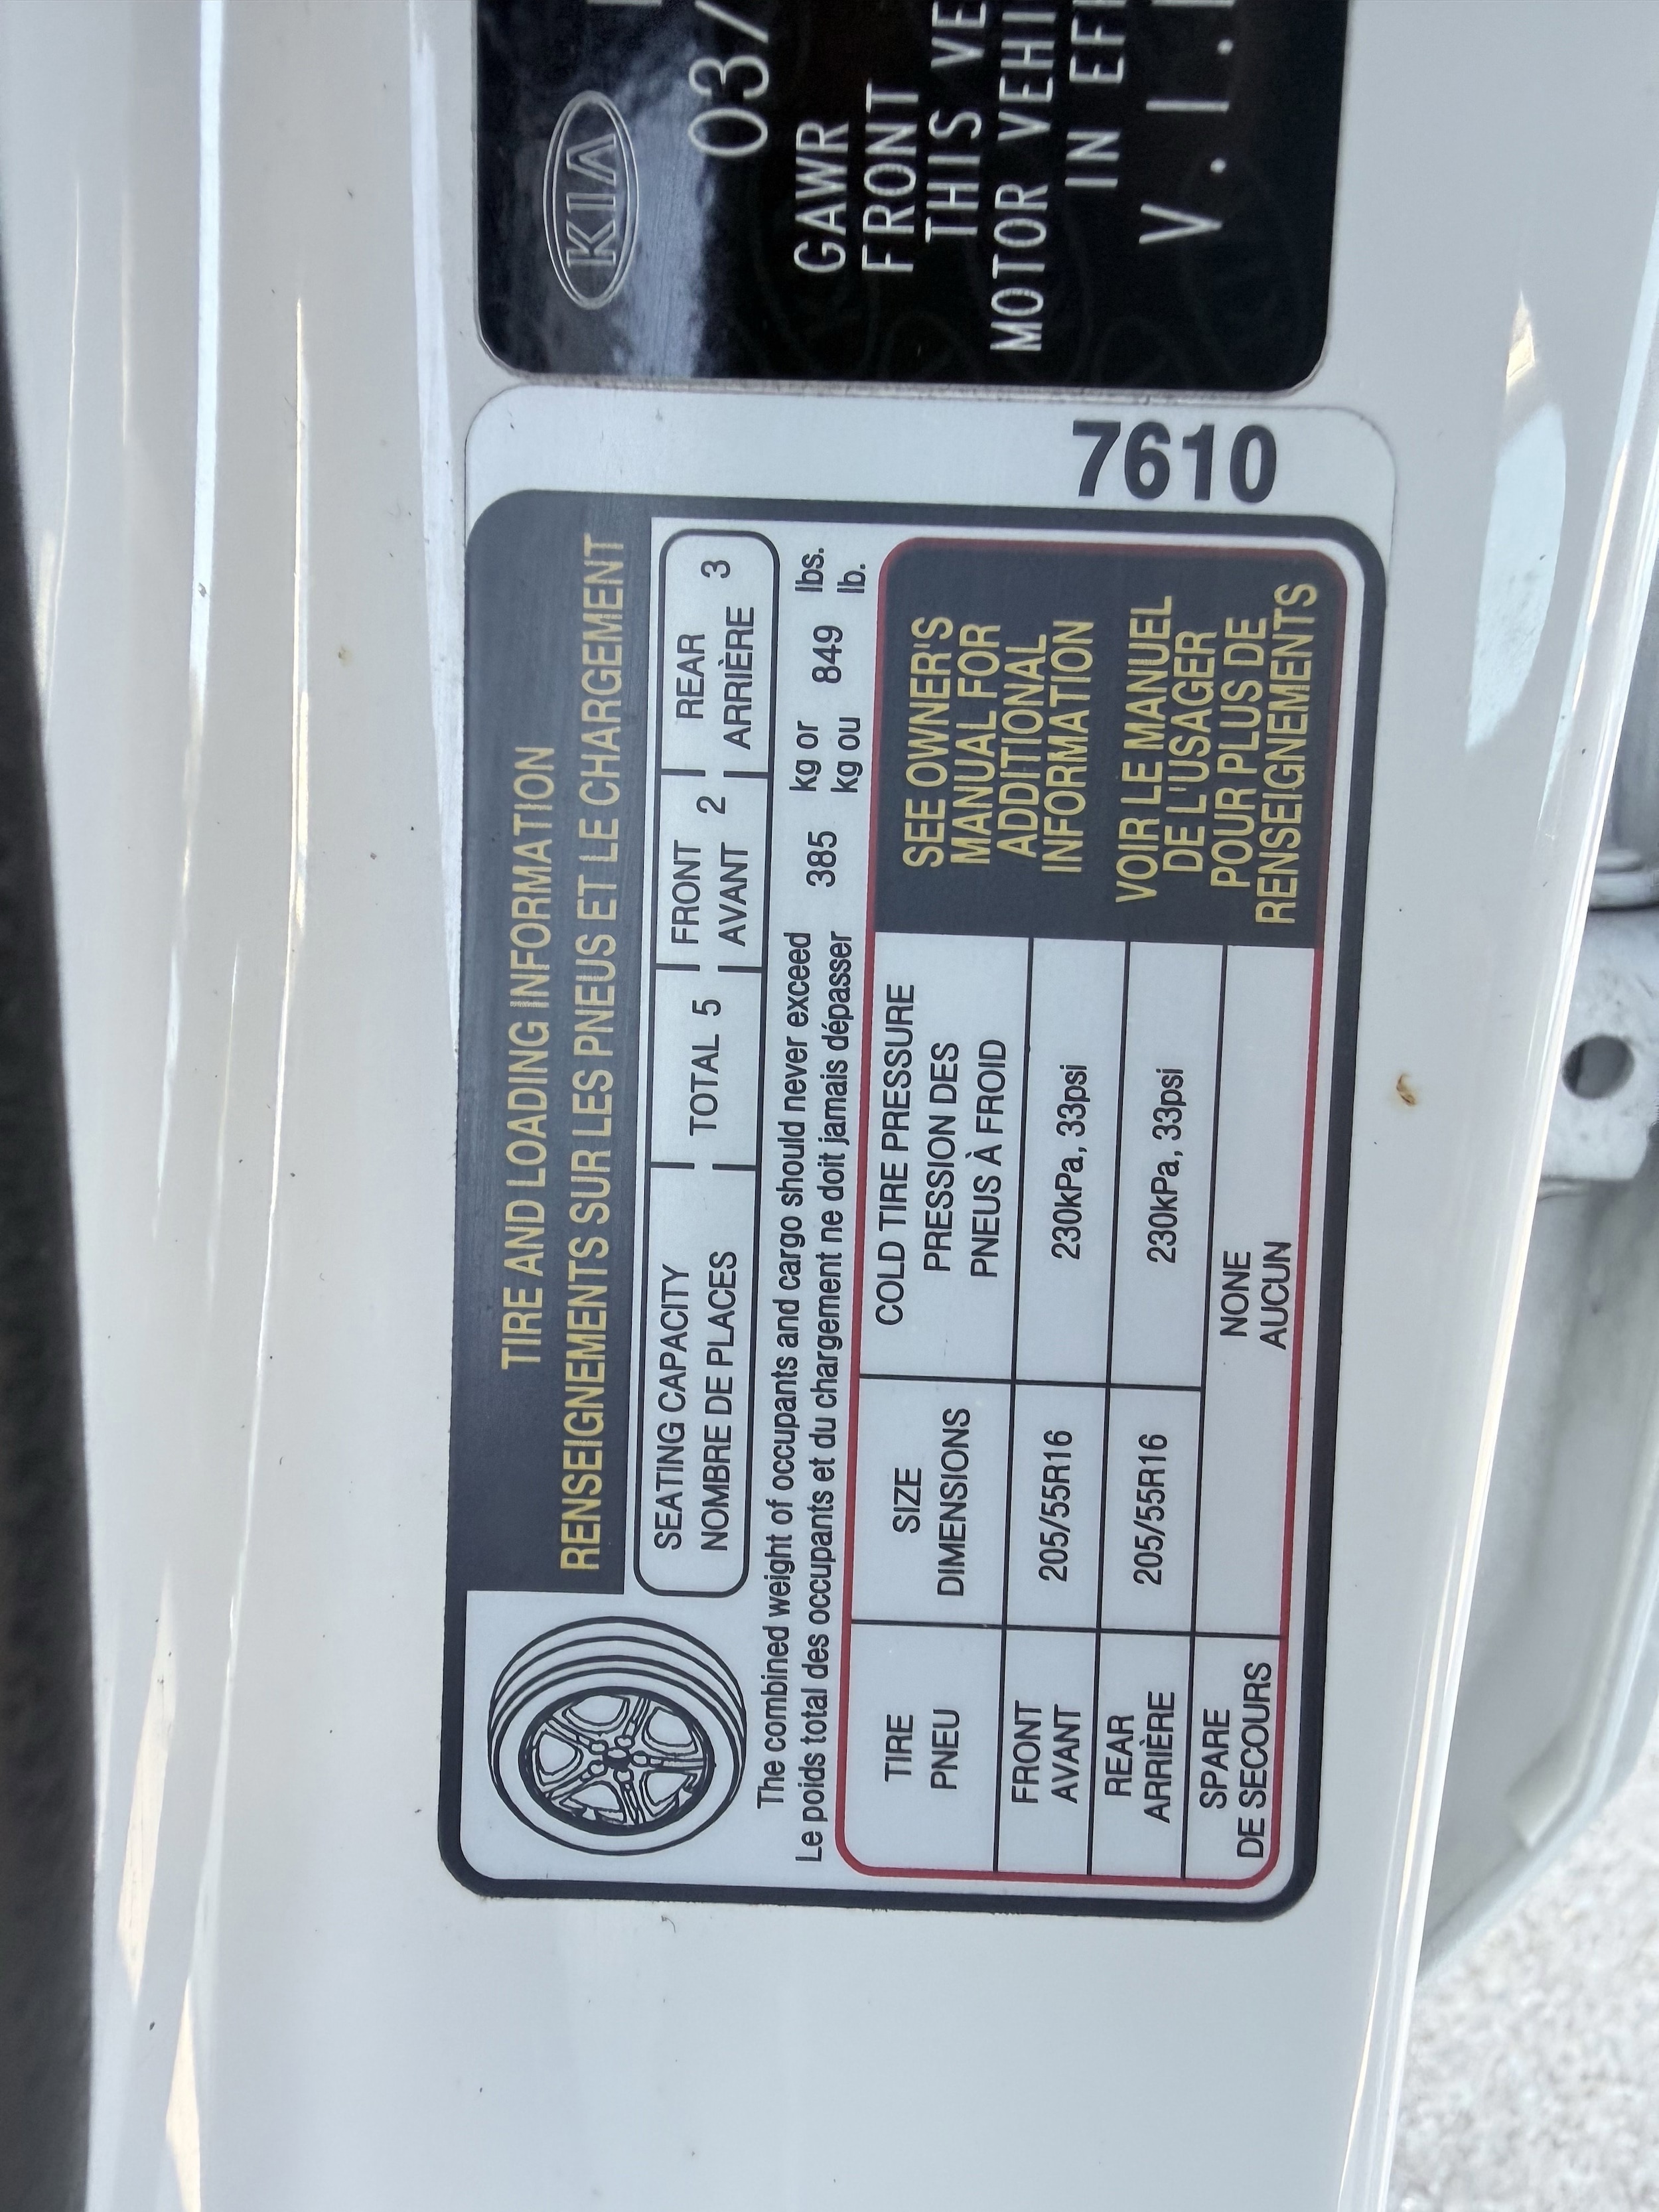 TIRE AND LOADING INFORMATION
RENSEIGNEMENTS SUR LES PNEUS ET LE CHARGEMENT
SEATING CAPACITY
NOMBRE DE PLACES
TOTAL 5
FRONT
AVANT 2
REAR
ARRIÈRE 3
The combined weight of occupants and cargo should never exceed 385 kg or 849 lbs.
Le poids total des occupants et du chargement ne doit jamais dépasser kg ou lb.
TIRE
PNEU
SIZE
DIMENSIONS
COLD TIRE PRESSURE
PRESSION DES
PNEUS À FROID
FRONT
AVANT
205/55R16
230kPa, 33psi
REAR
ARRIÈRE
205/55R16
230kPa, 33psi
SPARE
DE SECOURS
NONE
AUCUN
SEE OWNER'S
MANUAL FOR
ADDITIONAL
INFORMATION
VOIR LE MANUEL
DE L'USAGER
POUR PLUS DE
RENSEIGNEMENTS
7610
KIA
03/
GAWR
FRONT
THIS VE
MOTOR VEHI
IN EF
V.I.